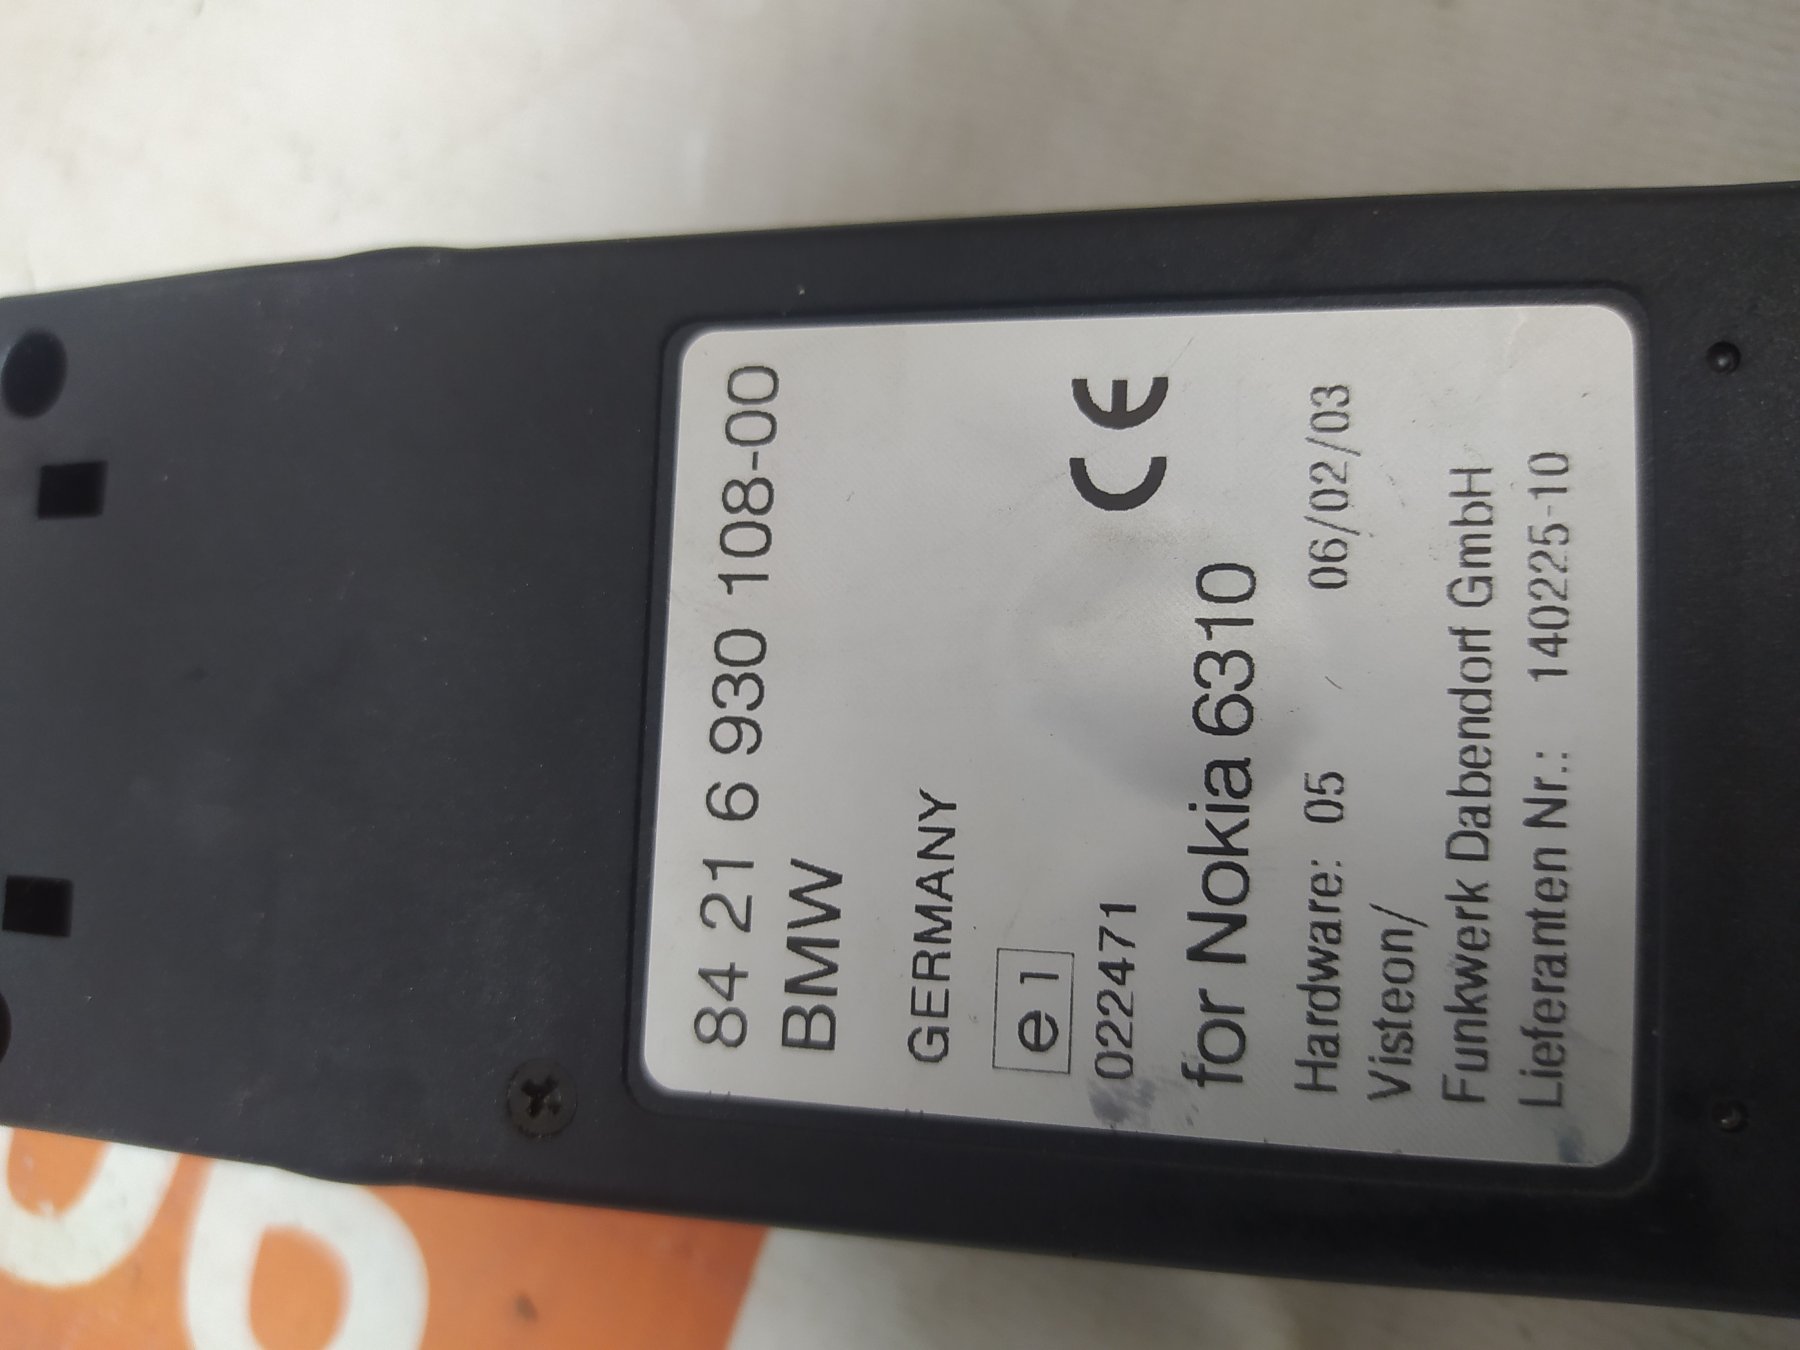 84 21 6 930 108-00
BMW
GERMANY
e1
022471 CE
for Nokia 6310
Hardware: 05 06/02/03
Visteon/
Funkwerk Dabendorf GmbH
Lieferanten Nr.: 140225-10